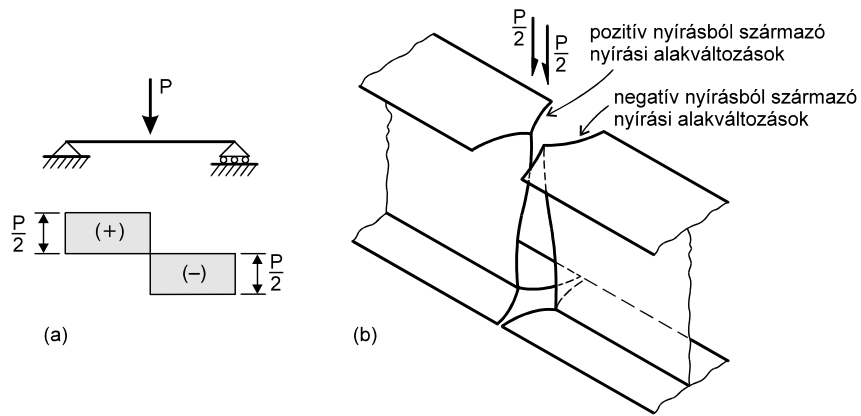 P
P/2
(+)
(–)
P/2
(a)
P/2
P/2
pozitív nyírásból származó
nyírási alakváltozások
negatív nyírásból származó
nyírási alakváltozások
(b)